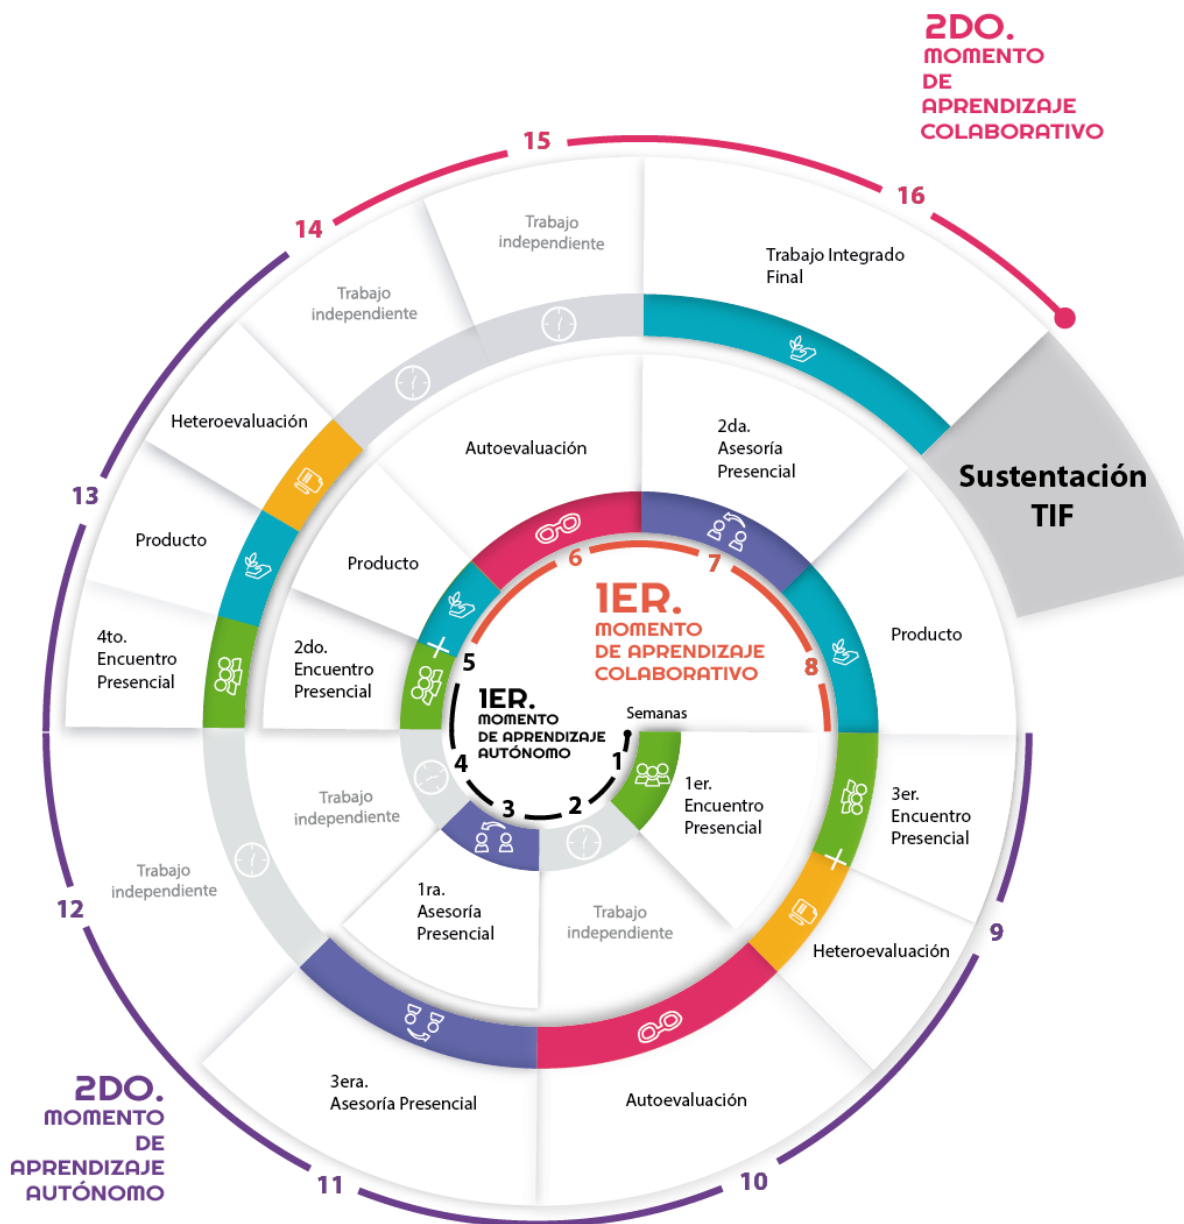 2DO.
MOMENTO
DE
APRENDIZAJE
COLABORATIVO
15
16
14
Trabajo
independiente
Trabajo Integrado
Final
Trabajo
independiente
Heteroevaluación
Autoevaluación
2da.
Asesoría
Presencial
Sustentación
TIF
13
Producto
Producto
6
7
1ER.
MOMENTO
DE APRENDIZAJE
COLABORATIVO
Producto
4to.
Encuentro
Presencial
2do.
Encuentro
Presencial
5
8
1ER.
MOMENTO
DE APRENDIZAJE
AUTÓNOMO
Semanas
4
3
2
1
1er.
Encuentro
Presencial
3er.
Encuentro
Presencial
Trabajo
independiente
Trabajo
independiente
12
1ra.
Asesoría
Presencial
Trabajo
independiente
9
Heteroevaluación
3era.
Asesoría Presencial
Autoevaluación
2DO.
MOMENTO
DE
APRENDIZAJE
AUTÓNOMO
11
10